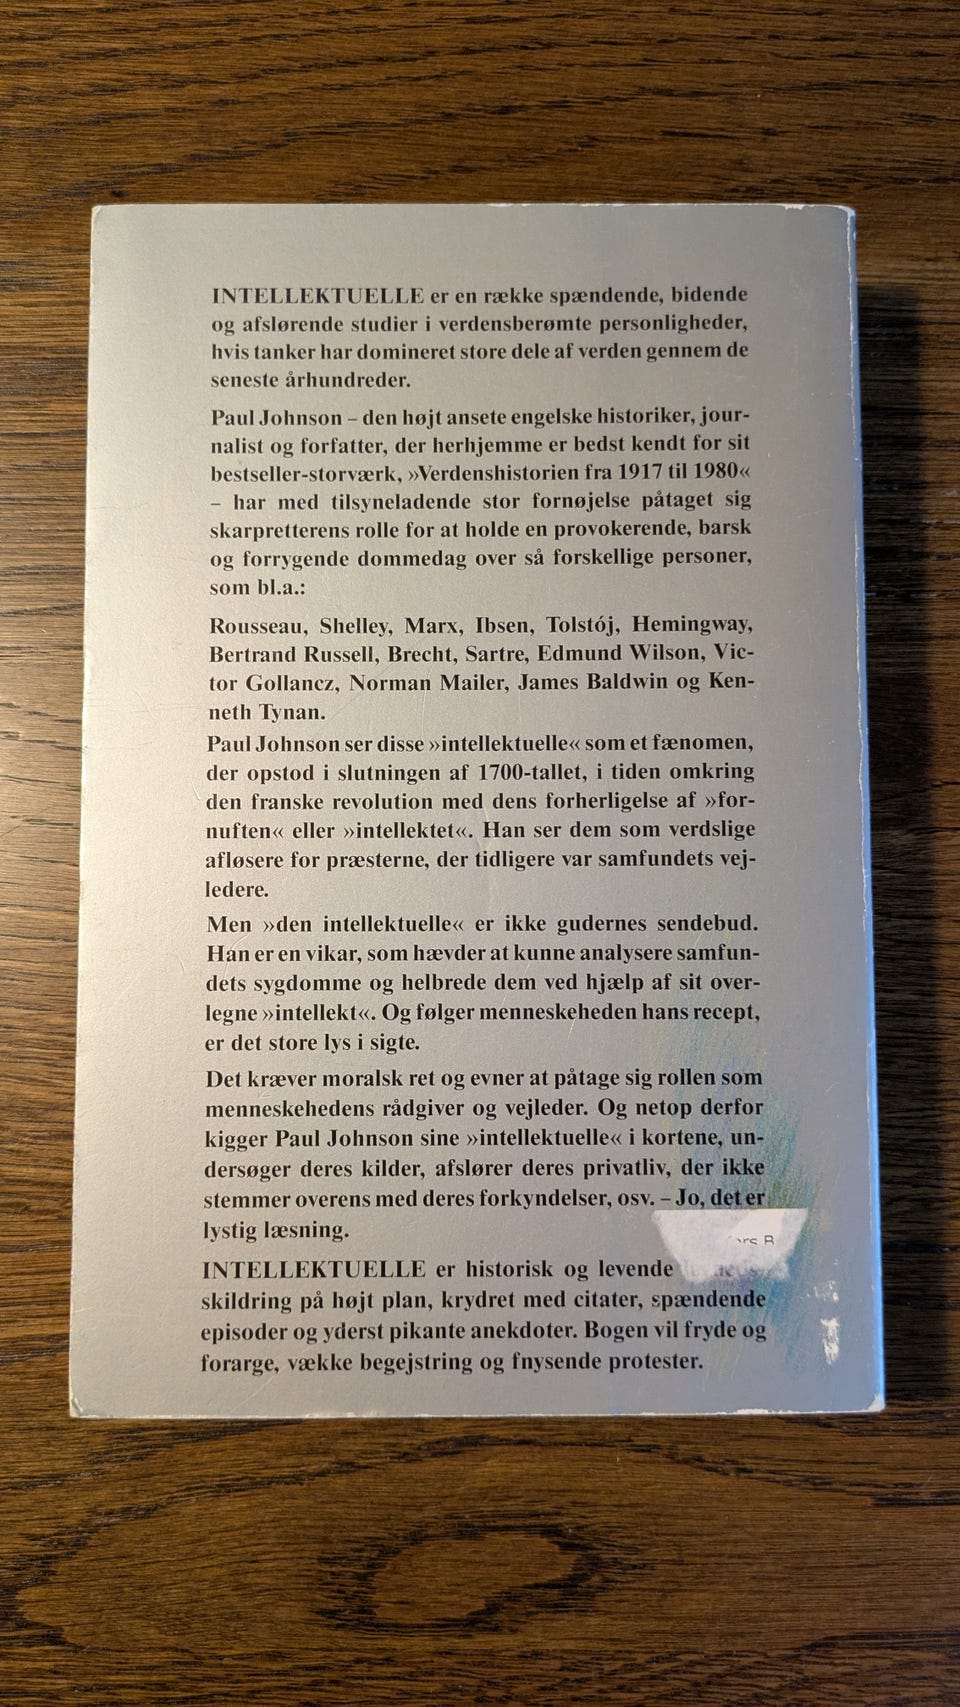 INTELLEKTUELLE er en række spændende, bidende
og afslørende studier i verdensberømte personligheder,
hvis tanker har domineret store dele af verden gennem de
seneste århundreder.
Paul Johnson – den højt ansete engelske historiker, jour-
nalist og forfatter, der herhjemme er bedst kendt for sit
bestseller-storværk, »Verdenshistorien fra 1917 til 1980«
– har med tilsyneladende stor fornøjelse påtaget sig
skarpretterens rolle for at holde en provokerende, barsk
og forrygende dommedag over så forskellige personer,
som bl.a.:
Rousseau, Shelley, Marx, Ibsen, Tolstój, Hemingway,
Bertrand Russell, Brecht, Sartre, Edmund Wilson, Vic-
tor Gollancz, Norman Mailer, James Baldwin og Ken-
neth Tynan.
Paul Johnson ser disse »intellektuelle« som et fænomen,
der opstod i slutningen af 1700-tallet, i tiden omkring
den franske revolution med dens forherligelse af »for-
nuften« eller »intellektet«. Han ser dem som verdslige
afløsere for præsterne, der tidligere var samfundets vej-
ledere.
Men »den intellektuelle« er ikke gudernes sendebud.
Han er en vikar, som hævder at kunne analysere samfun-
dets sygdomme og helbrede dem ved hjælp af sit over-
legne »intellekt«. Og følger menneskeheden hans recept,
er det store lys i sigte.
Det kræver moralsk ret og evner at påtage sig rollen som
menneskehedens rådgiver og vejleder. Og netop derfor
kigger Paul Johnson sine »intellektuelle« i kortene, un-
dersøger deres kilder, afslører deres privatliv, der ikke
stemmer overens med deres forkyndelser, osv. – Jo, det er
lystig læsning.
INTELLEKTUELLE er historisk og levende
skildring på højt plan, krydret med citater, spændende
episoder og yderst pikante anekdoter. Bogen vil fryde og
forarge, vække begejstring og fnysende protester.